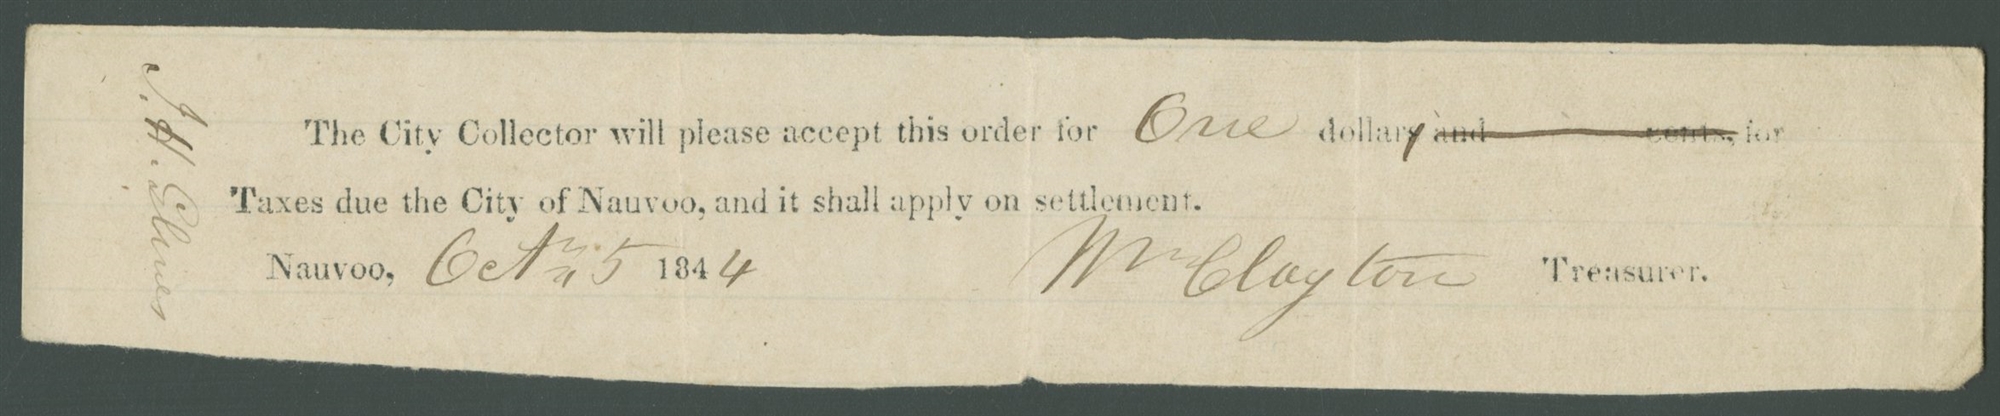 The City Collector will please accept this order for One dollars and cents, for
Taxes due the City of Nauvoo, and it shall apply on settlement.
Nauvoo, Octr 5 1844 Wm Clayton Treasurer.